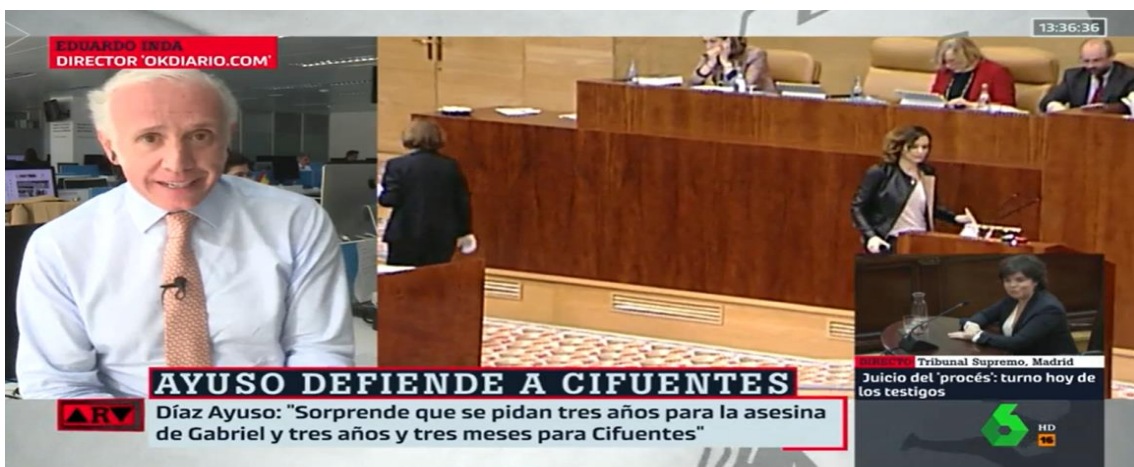 13:36:36
EDUARDO INDA
DIRECTOR 'OKDIARIO.COM'
DIRECTO Tribunal Supremo, Madrid
Juicio del 'procés': turno hoy de
los testigos
AYUSO DEFIENDE A CIFUENTES
ARV
Díaz Ayuso: "Sorprende que se pidan tres años para la asesina
de Gabriel y tres años y tres meses para Cifuentes"
6
HD
16